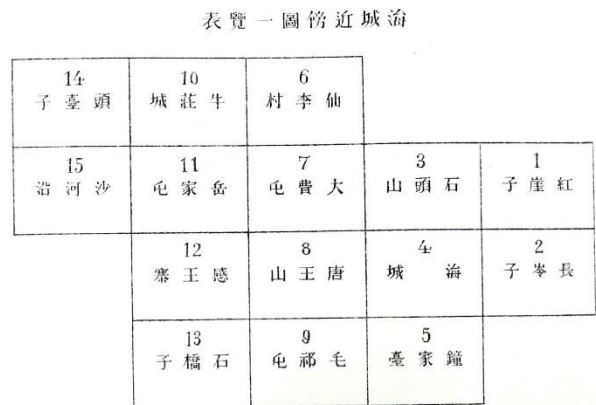 海城近傍圖一覽表
1
紅崖子
2
長岺子
3
石頭山
4
海城
5
鐘家臺
6
仙李村
7
大費屯
8
唐王山
9
毛祁屯
10
牛莊城
11
岳家屯
12
感王寨
13
石橋子
14
頭臺子
15
沙河沿